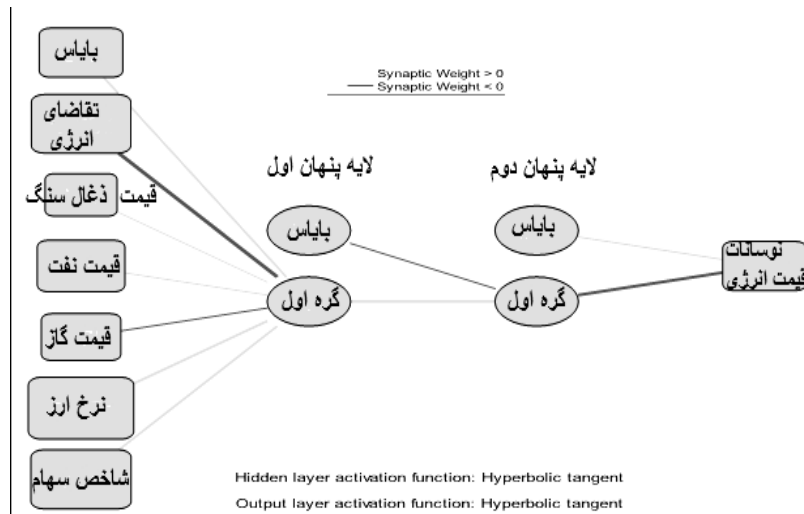 Synaptic Weight > 0
Synaptic Weight < 0
بایاس
تقاضای
انرژی
قیمت ذغال سنگ
قیمت نفت
قیمت گاز
نرخ ارز
شاخص سهام
لایه پنهان اول
بایاس
گره اول
لایه پنهان دوم
بایاس
گره اول
نوسانات
قیمت انرژی
Hidden layer activation function: Hyperbolic tangent
Output layer activation function: Hyperbolic tangent